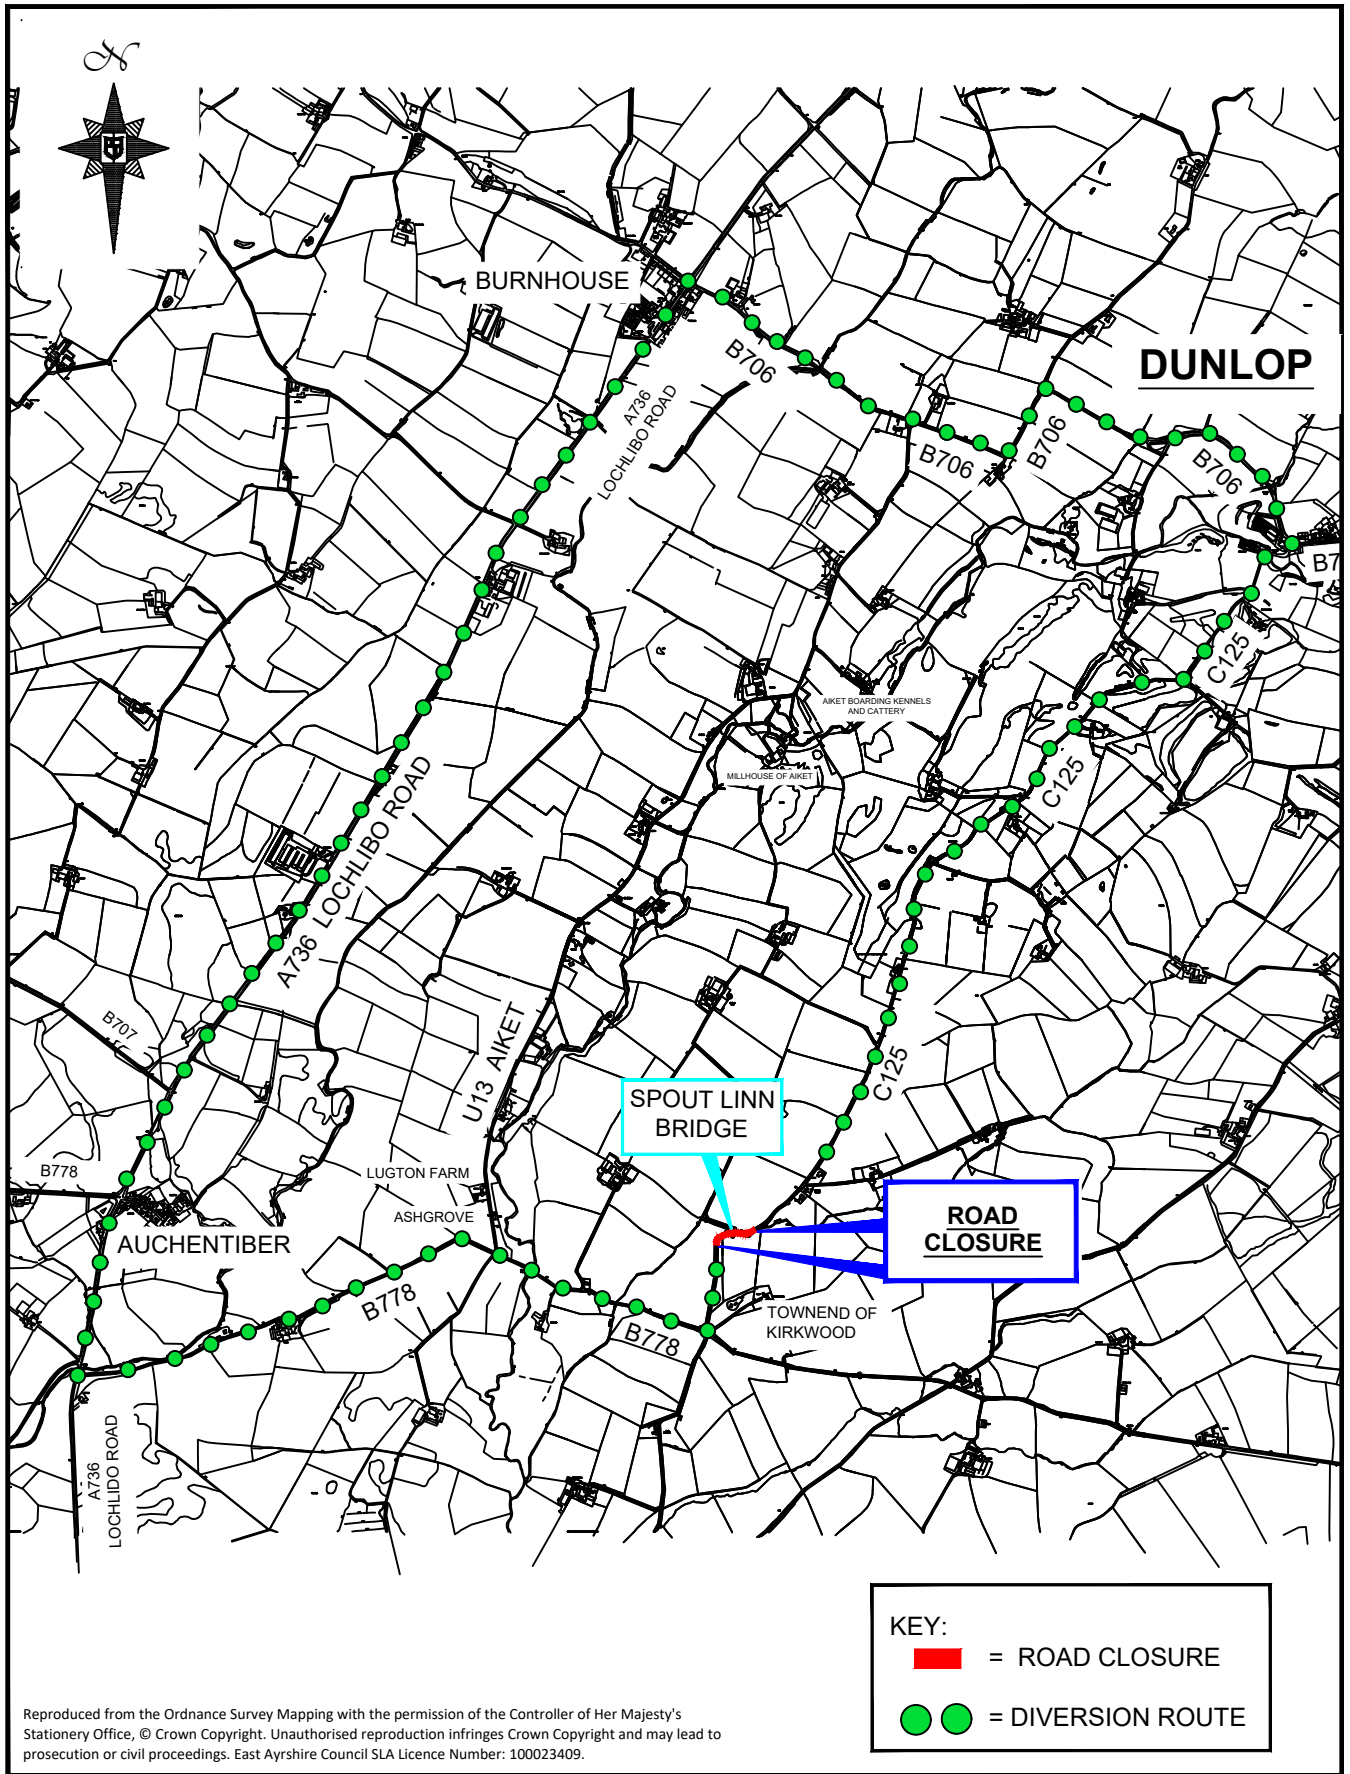 N
BURNHOUSE
DUNLOP
B706
A736
LOCHLIBO ROAD
B706
B706
B706
B7
C125
AIKET BOARDING KENNELS
AND CATTERY
MILLHOUSE OF AIKET
C125
A736 LOCHLIBO ROAD
B707
U13 AIKET
C125
SPOUT LINN
BRIDGE
B778
LUGTON FARM
ASHGROVE
ROAD
CLOSURE
AUCHENTIBER
B778
TOWNEND OF
KIRKWOOD
B778
A736
LOCHLIDO ROAD
KEY:
= ROAD CLOSURE
= DIVERSION ROUTE
Reproduced from the Ordnance Survey Mapping with the permission of the Controller of Her Majesty's
Stationery Office, © Crown Copyright. Unauthorised reproduction infringes Crown Copyright and may lead to
prosecution or civil proceedings. East Ayrshire Council SLA Licence Number: 100023409.